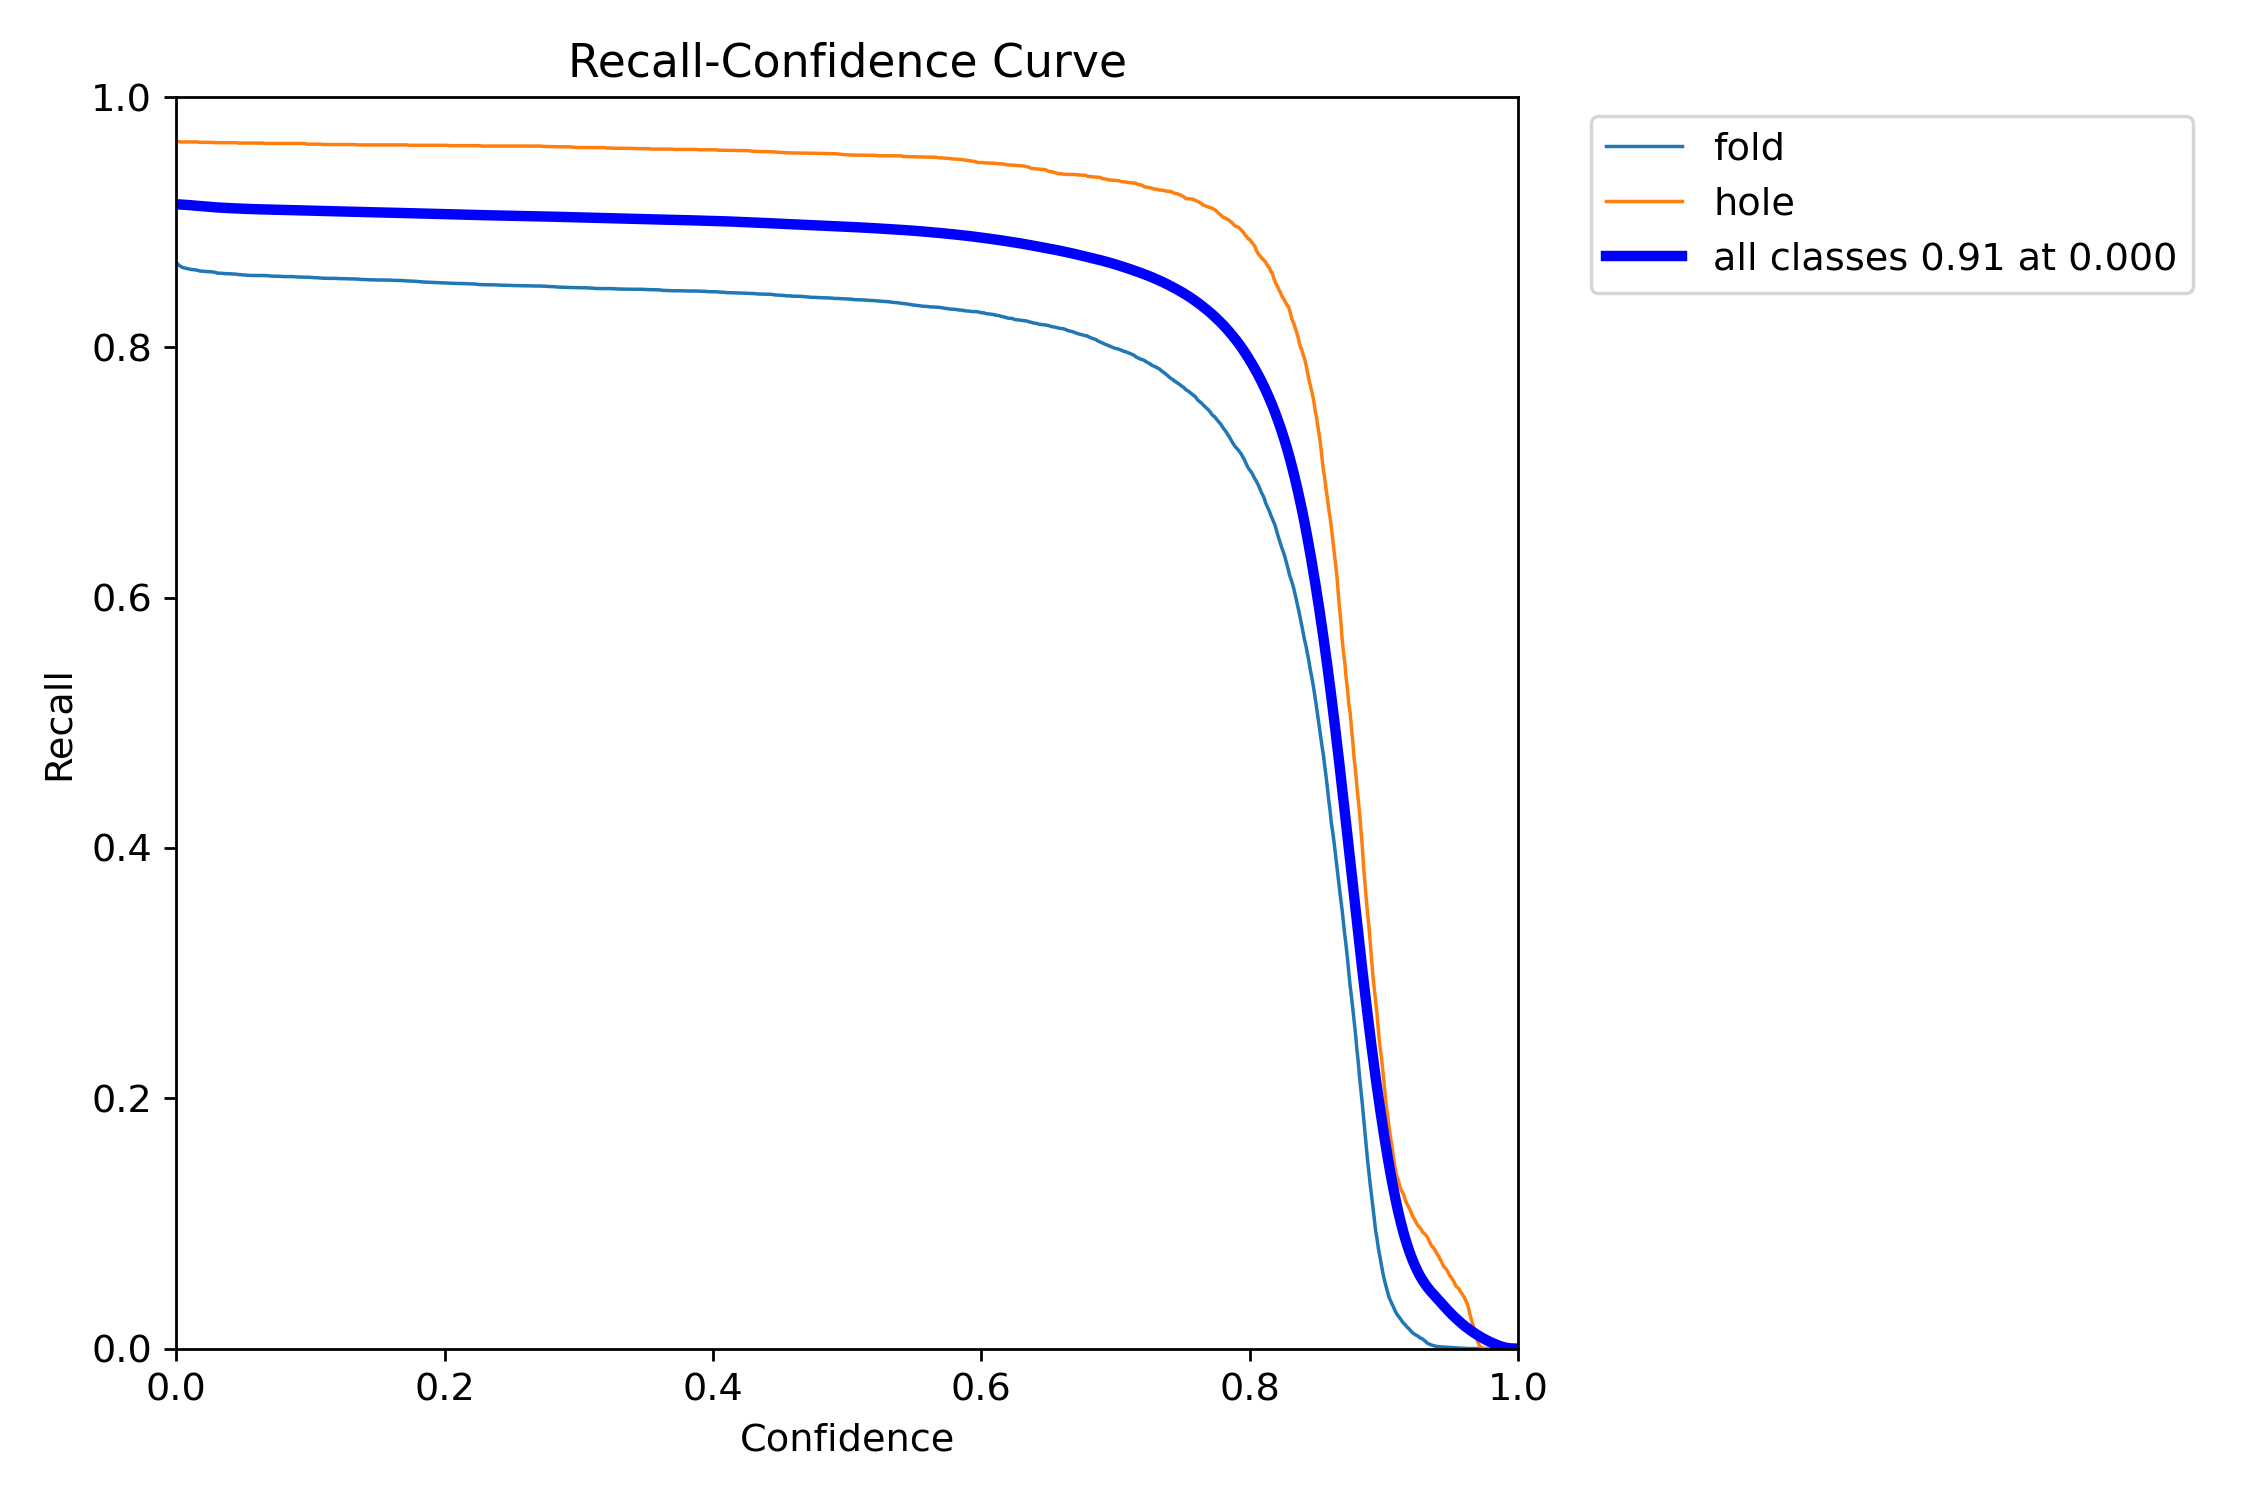 Recall-Confidence Curve
1.0
0.8
0.6
0.4
0.2
0.0
Recall
0.0 0.2 0.4 0.6 0.8 1.0
Confidence
fold
hole
all classes 0.91 at 0.000